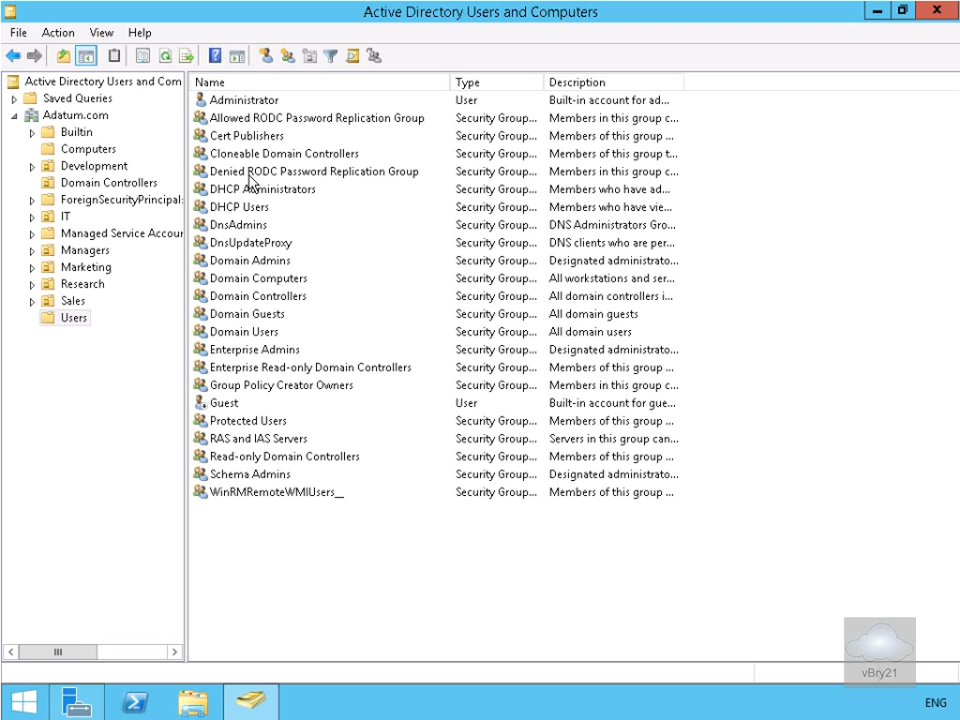 Active Directory Users and Computers
File Action View Help
Active Directory Users and Com
Saved Queries
Adatum.com
Builtin
Computers
Development
Domain Controllers
ForeignSecurityPrincipal:
IT
Managed Service Accour
Managers
Marketing
Research
Sales
Users
Name Type Description
Administrator User Built-in account for ad...
Allowed RODC Password Replication Group Security Group... Members in this group c...
Cert Publishers Security Group... Members of this group ...
Cloneable Domain Controllers Security Group... Members of this group t...
Denied RODC Password Replication Group Security Group... Members in this group c...
DHCP Administrators Security Group... Members who have ad...
DHCP Users Security Group... Members who have vie...
DnsAdmins Security Group... DNS Administrators Gro...
DnsUpdateProxy Security Group... DNS clients who are per...
Domain Admins Security Group... Designated administrato...
Domain Computers Security Group... All workstations and ser...
Domain Controllers Security Group... All domain controllers i...
Domain Guests Security Group... All domain guests
Domain Users Security Group... All domain users
Enterprise Admins Security Group... Designated administrato...
Enterprise Read-only Domain Controllers Security Group... Members of this group ...
Group Policy Creator Owners Security Group... Members in this group c...
Guest User Built-in account for gue...
Protected Users Security Group... Members of this group ...
RAS and IAS Servers Security Group... Servers in this group can...
Read-only Domain Controllers Security Group... Members of this group ...
Schema Admins Security Group... Designated administrato...
WinRMRemoteWMIUsers__ Security Group... Members of this group ...
vBry21
ENG